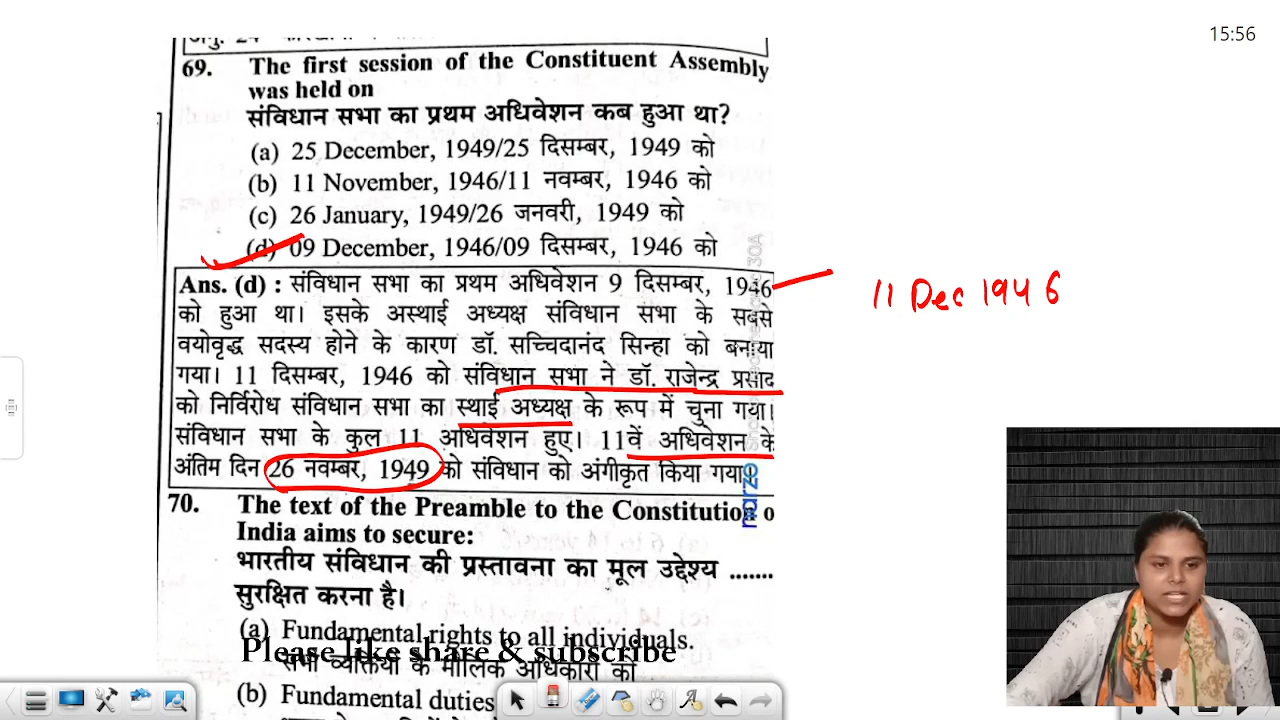 15:56
69. The first session of the Constituent Assembly
was held on
संविधान सभा का प्रथम अधिवेशन कब हुआ था?
(a) 25 December, 1949/25 दिसम्बर, 1949 को
(b) 11 November, 1946/11 नवम्बर, 1946 को
(c) 26 January, 1949/26 जनवरी, 1949 को
(d) 09 December, 1946/09 दिसम्बर, 1946 को
Ans. (d) : संविधान सभा का प्रथम अधिवेशन 9 दिसम्बर, 1946
को हुआ था। इसके अस्थाई अध्यक्ष संविधान सभा के सबसे
वयोवृद्ध सदस्य होने के कारण डॉ. सच्चिदानंद सिन्हा को बनाया
गया। 11 दिसम्बर, 1946 को संविधान सभा ने डॉ. राजेन्द्र प्रसाद
को निर्विरोध संविधान सभा का स्थाई अध्यक्ष के रूप में चुना गया।
संविधान सभा के कुल 11 अधिवेशन हुए। 11वें अधिवेशन के
अंतिम दिन 26 नवम्बर, 1949 को संविधान को अंगीकृत किया गया।
11 Dec 1946
narzo
70. The text of the Preamble to the Constitution o
India aims to secure:
भारतीय संविधान की प्रस्तावना का मूल उद्देश्य .......
सुरक्षित करना है।
(a) Fundamental rights to all individuals.
Please like share & subscribe
सभी व्यक्तियों के मौलिक अधिकारों को
(b) Fundamental duties